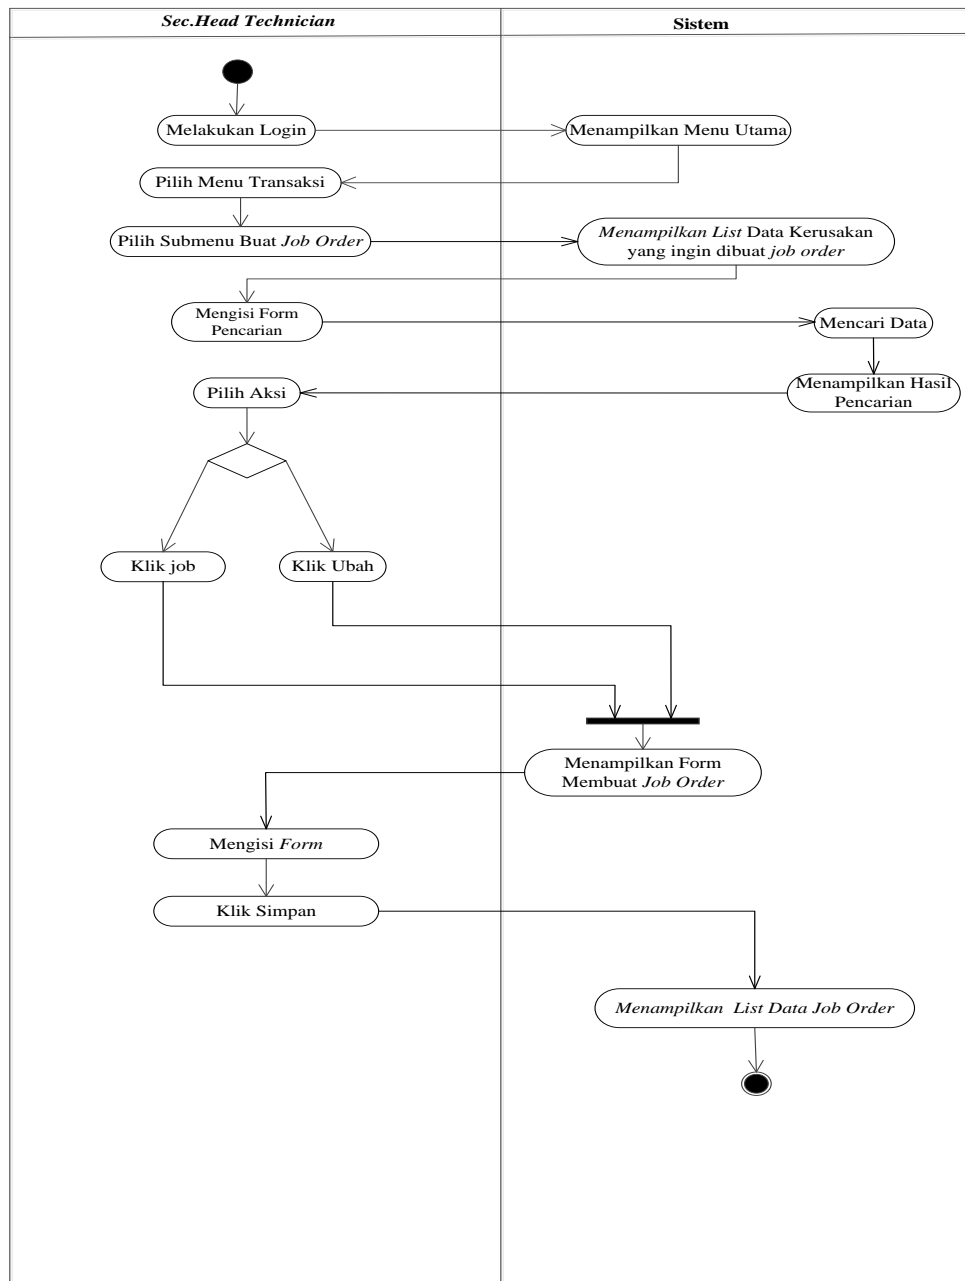 Sec.Head Technician
Sistem
Melakukan Login
Menampilkan Menu Utama
Pilih Menu Transaksi
Pilih Submenu Buat Job Order
Menampilkan List Data Kerusakan
yang ingin dibuat job order
Mengisi Form
Pencarian
Mencari Data
Menampilkan Hasil
Pencarian
Pilih Aksi
Klik job
Klik Ubah
Menampilkan Form
Membuat Job Order
Mengisi Form
Klik Simpan
Menampilkan List Data Job Order